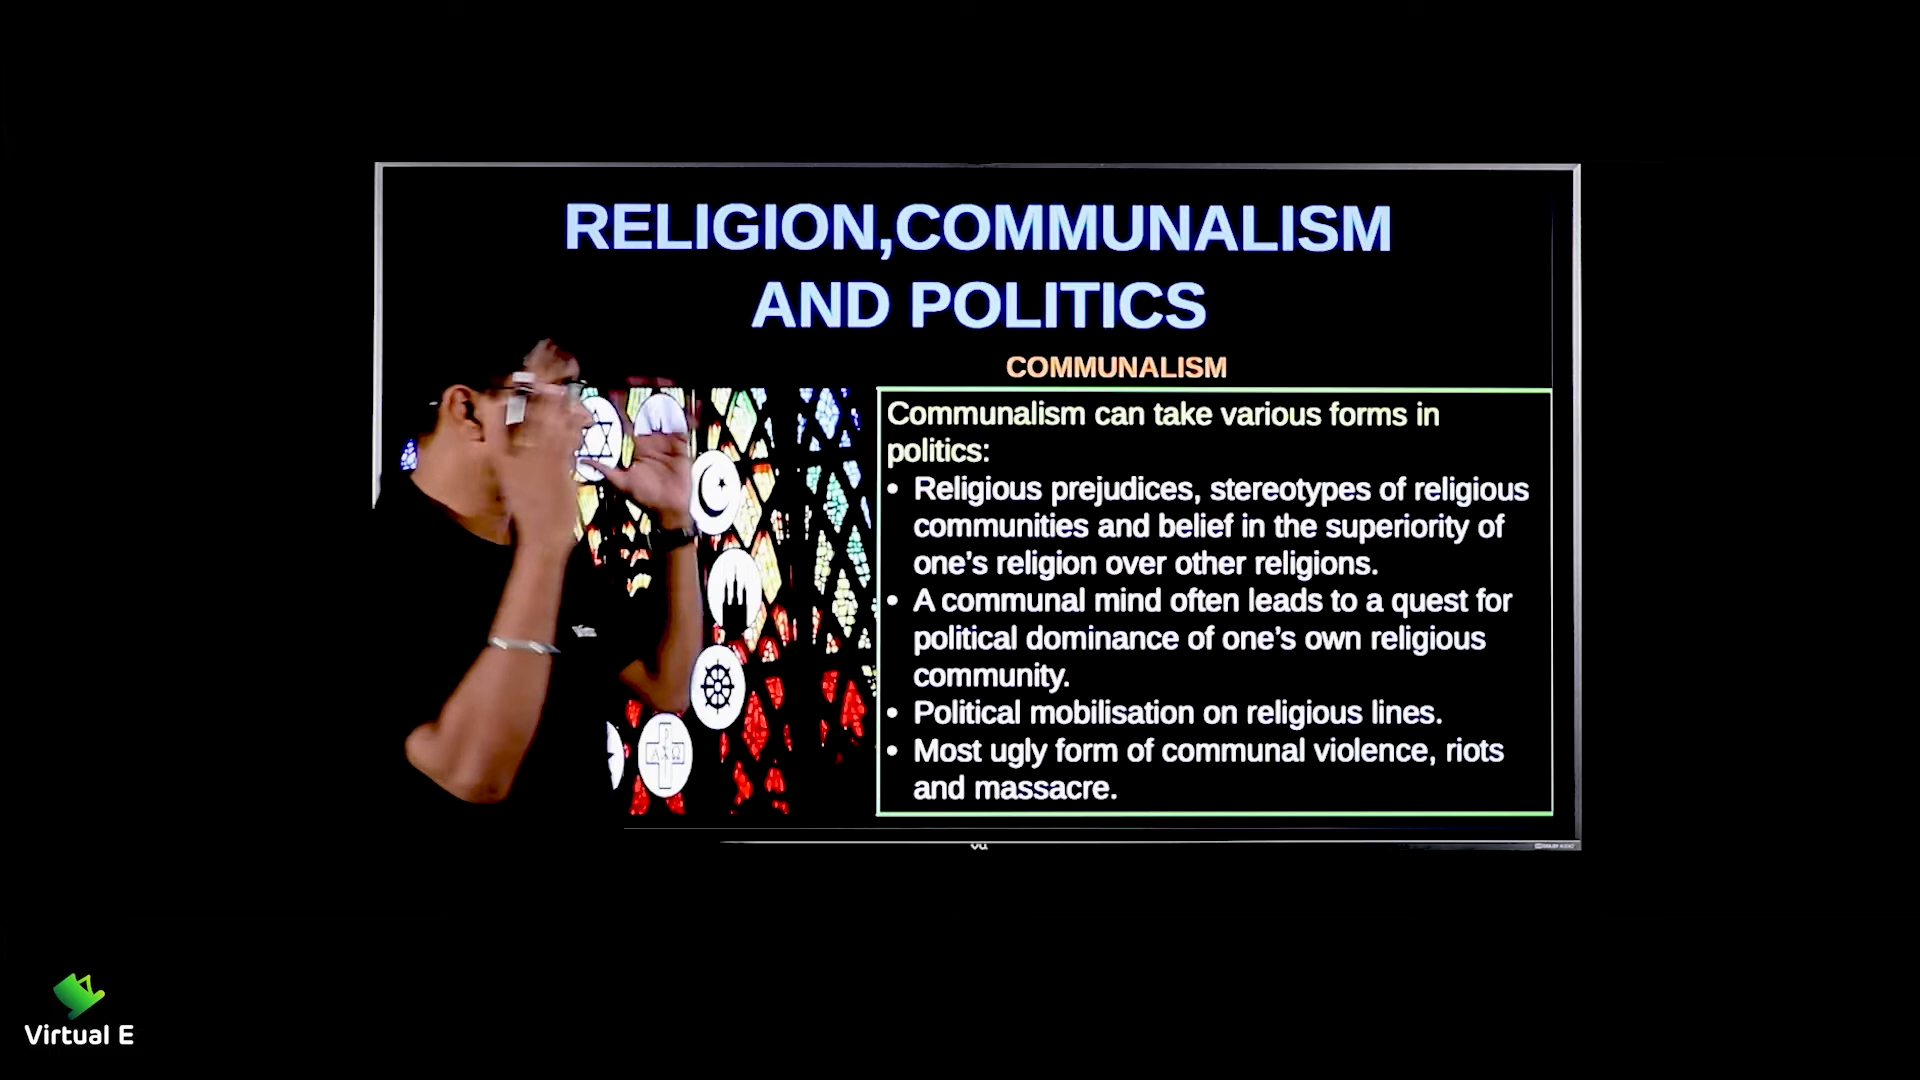 RELIGION,COMMUNALISM
AND POLITICS
COMMUNALISM
Communalism can take various forms in
politics:
• Religious prejudices, stereotypes of religious
communities and belief in the superiority of
one’s religion over other religions.
• A communal mind often leads to a quest for
political dominance of one’s own religious
community.
• Political mobilisation on religious lines.
• Most ugly form of communal violence, riots
and massacre.
Virtual E